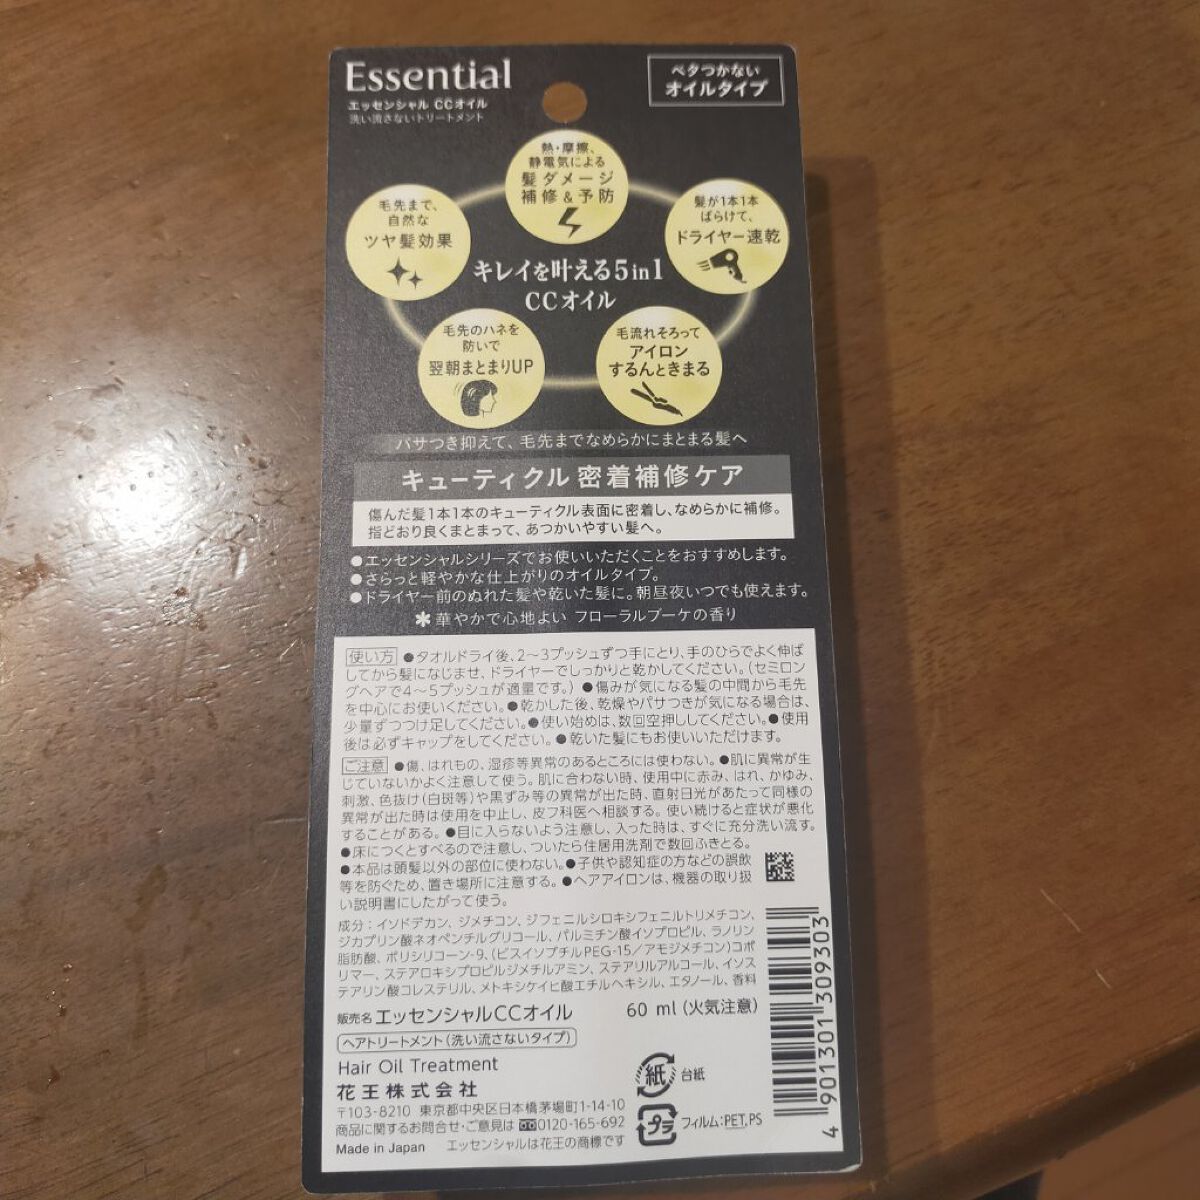 Essential
エッセンシャル CCオイル
洗い流さないトリートメント
ベタつかない
オイルタイプ
熱・摩擦、
静電気による
髪ダメージ
補修&予防
毛先まで、
自然な
ツヤ髪効果
髪が1本1本
ばらけて、
ドライヤー速乾
キレイを叶える5in1
CCオイル
毛先のハネを
防いで
翌朝まとまりUP
毛流れそろって
アイロン
するんときまる
パサつき抑えて、毛先までなめらかにまとまる髪へ
キューティクル 密着補修ケア
傷んだ髪1本1本のキューティクル表面に密着し、なめらかに補修。
指どおり良くまとまって、あつかいやすい髪へ。
●エッセンシャルシリーズでお使いいただくことをおすすめします。
●さらっと軽やかな仕上がりのオイルタイプ。
●ドライヤー前のぬれた髪や乾いた髪に。朝昼夜いつでも使えます。
＊華やかで心地よい フローラルブーケの香り
使い方 ●タオルドライ後、2～3プッシュずつ手にとり、手のひらでよく伸ば
してから髪になじませ、ドライヤーでしっかりと乾かしてください。(セミロン
グヘアで4～5プッシュが適量です。) ●傷みが気になる髪の中間から毛先
を中心にお使いください。●乾かした後、乾燥やパサつきが気になる場合は、
少量ずつつけ足してください。●使い始めは、数回空押ししてください。●使用
後は必ずキャップをしてください。●乾いた髪にもお使いいただけます。
ご注意 ●傷、はれもの、湿疹等異常のあるところには使わない。●肌に異常が生
じていないかよく注意して使う。肌に合わない時、使用中に赤み、はれ、かゆみ、
刺激、色抜け(白斑等)や黒ずみ等の異常が出た時、直射日光があたって同様の
異常が出た時は使用を中止し、皮フ科医へ相談する。使い続けると症状が悪化
することがある。●目に入らないよう注意し、入った時は、すぐに充分洗い流す。
●床につくとすべるので注意し、ついたら住居用洗剤で数回ふきとる。
●本品は頭髪以外の部位に使わない。●子供や認知症の方などの誤飲
等を防ぐため、置き場所に注意する。●ヘアアイロンは、機器の取り扱
い説明書にしたがって使う。
成分：イソドデカン、ジメチコン、ジフェニルシロキシフェニルトリメチコン、
ジカプリン酸ネオペンチルグリコール、パルミチン酸イソプロピル、ラノリン
脂肪酸、ポリシリコーン-9、(ビスイソブチルPEG-15/アモジメチコン)コポ
リマー、ステアロキシプロピルジメチルアミン、ステアリルアルコール、イソス
テアリン酸コレステリル、メトキシケイヒ酸エチルヘキシル、エタノール、香料
販売名 エッセンシャルCCオイル 60 ml (火気注意)
ヘアトリートメント(洗い流さないタイプ)
Hair Oil Treatment
花王株式会社
〒103-8210 東京都中央区日本橋茅場町1-14-10
商品に関するお問合せ・ご意見は 0120-165-692
Made in Japan エッセンシャルは花王の商標です
紙 台紙
プラ フィルム:PET,PS
4 901301 309303